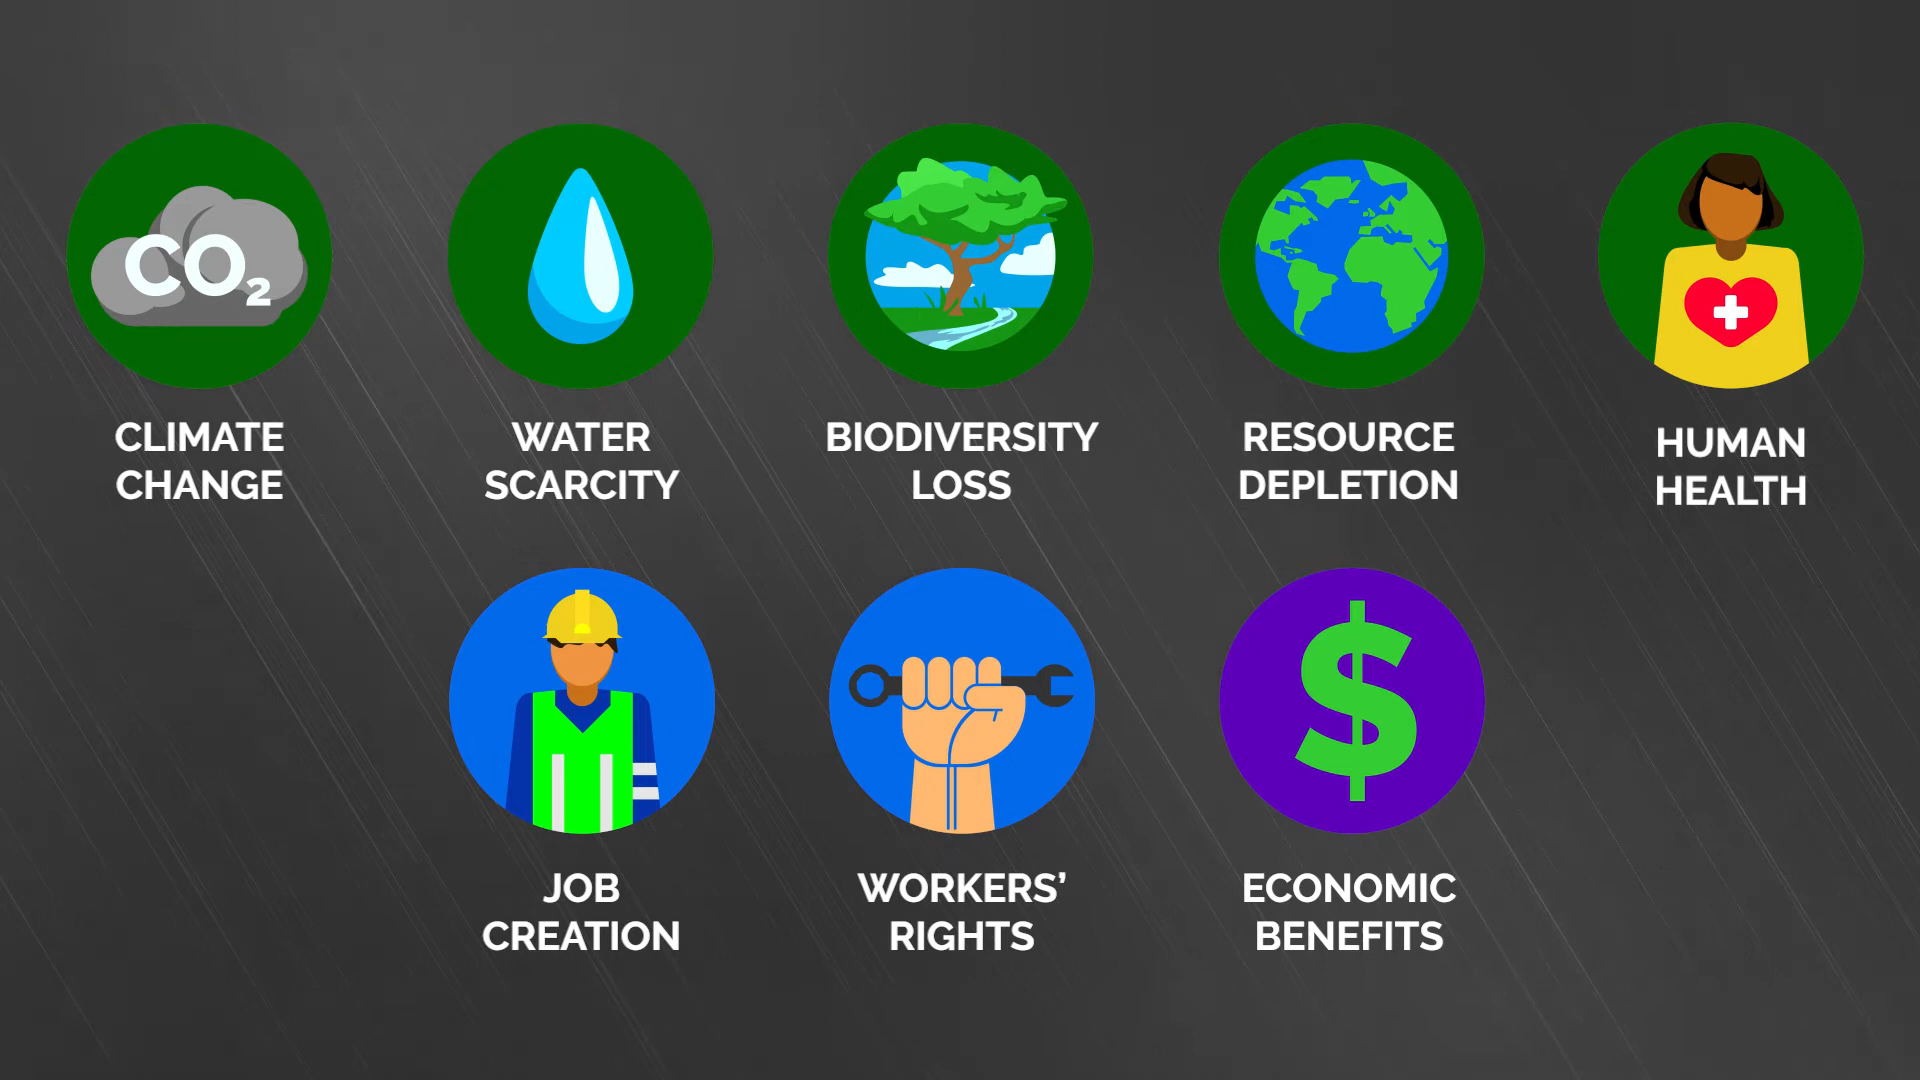 CO₂
CLIMATE
CHANGE
WATER
SCARCITY
BIODIVERSITY
LOSS
RESOURCE
DEPLETION
HUMAN
HEALTH
JOB
CREATION
WORKERS’
RIGHTS
$
ECONOMIC
BENEFITS